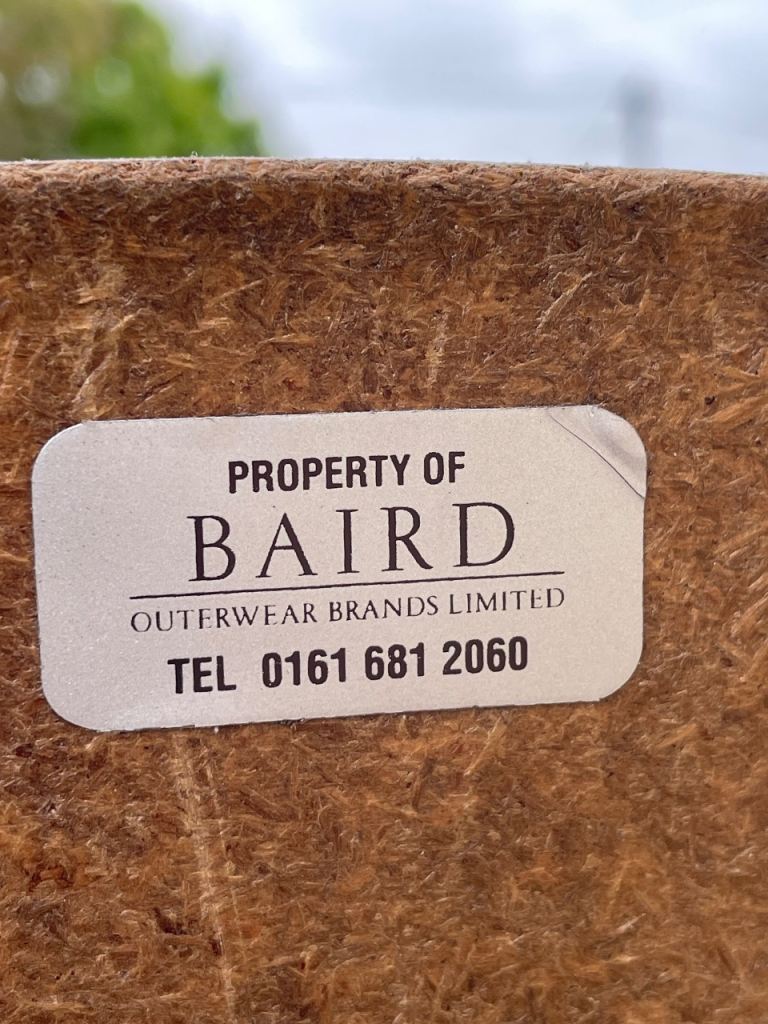 PROPERTY OF
BAIRD
OUTERWEAR BRANDS LIMITED
TEL 0161 681 2060